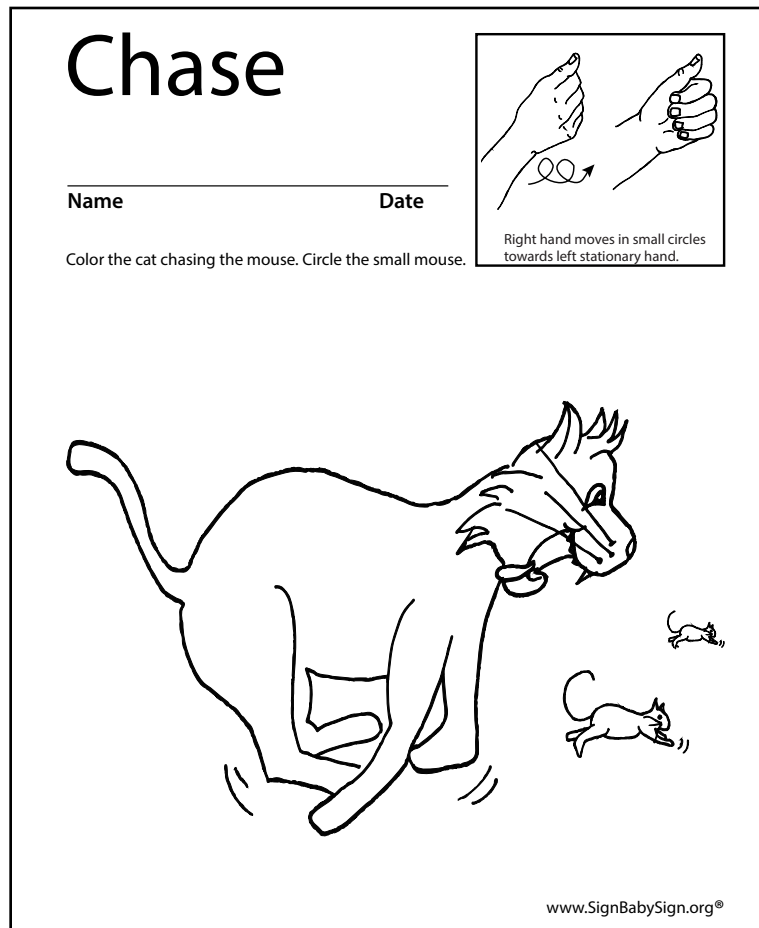 Chase
Name Date
Right hand moves in small circles
towards left stationary hand.
Color the cat chasing the mouse. Circle the small mouse.
www.SignBabySign.org®